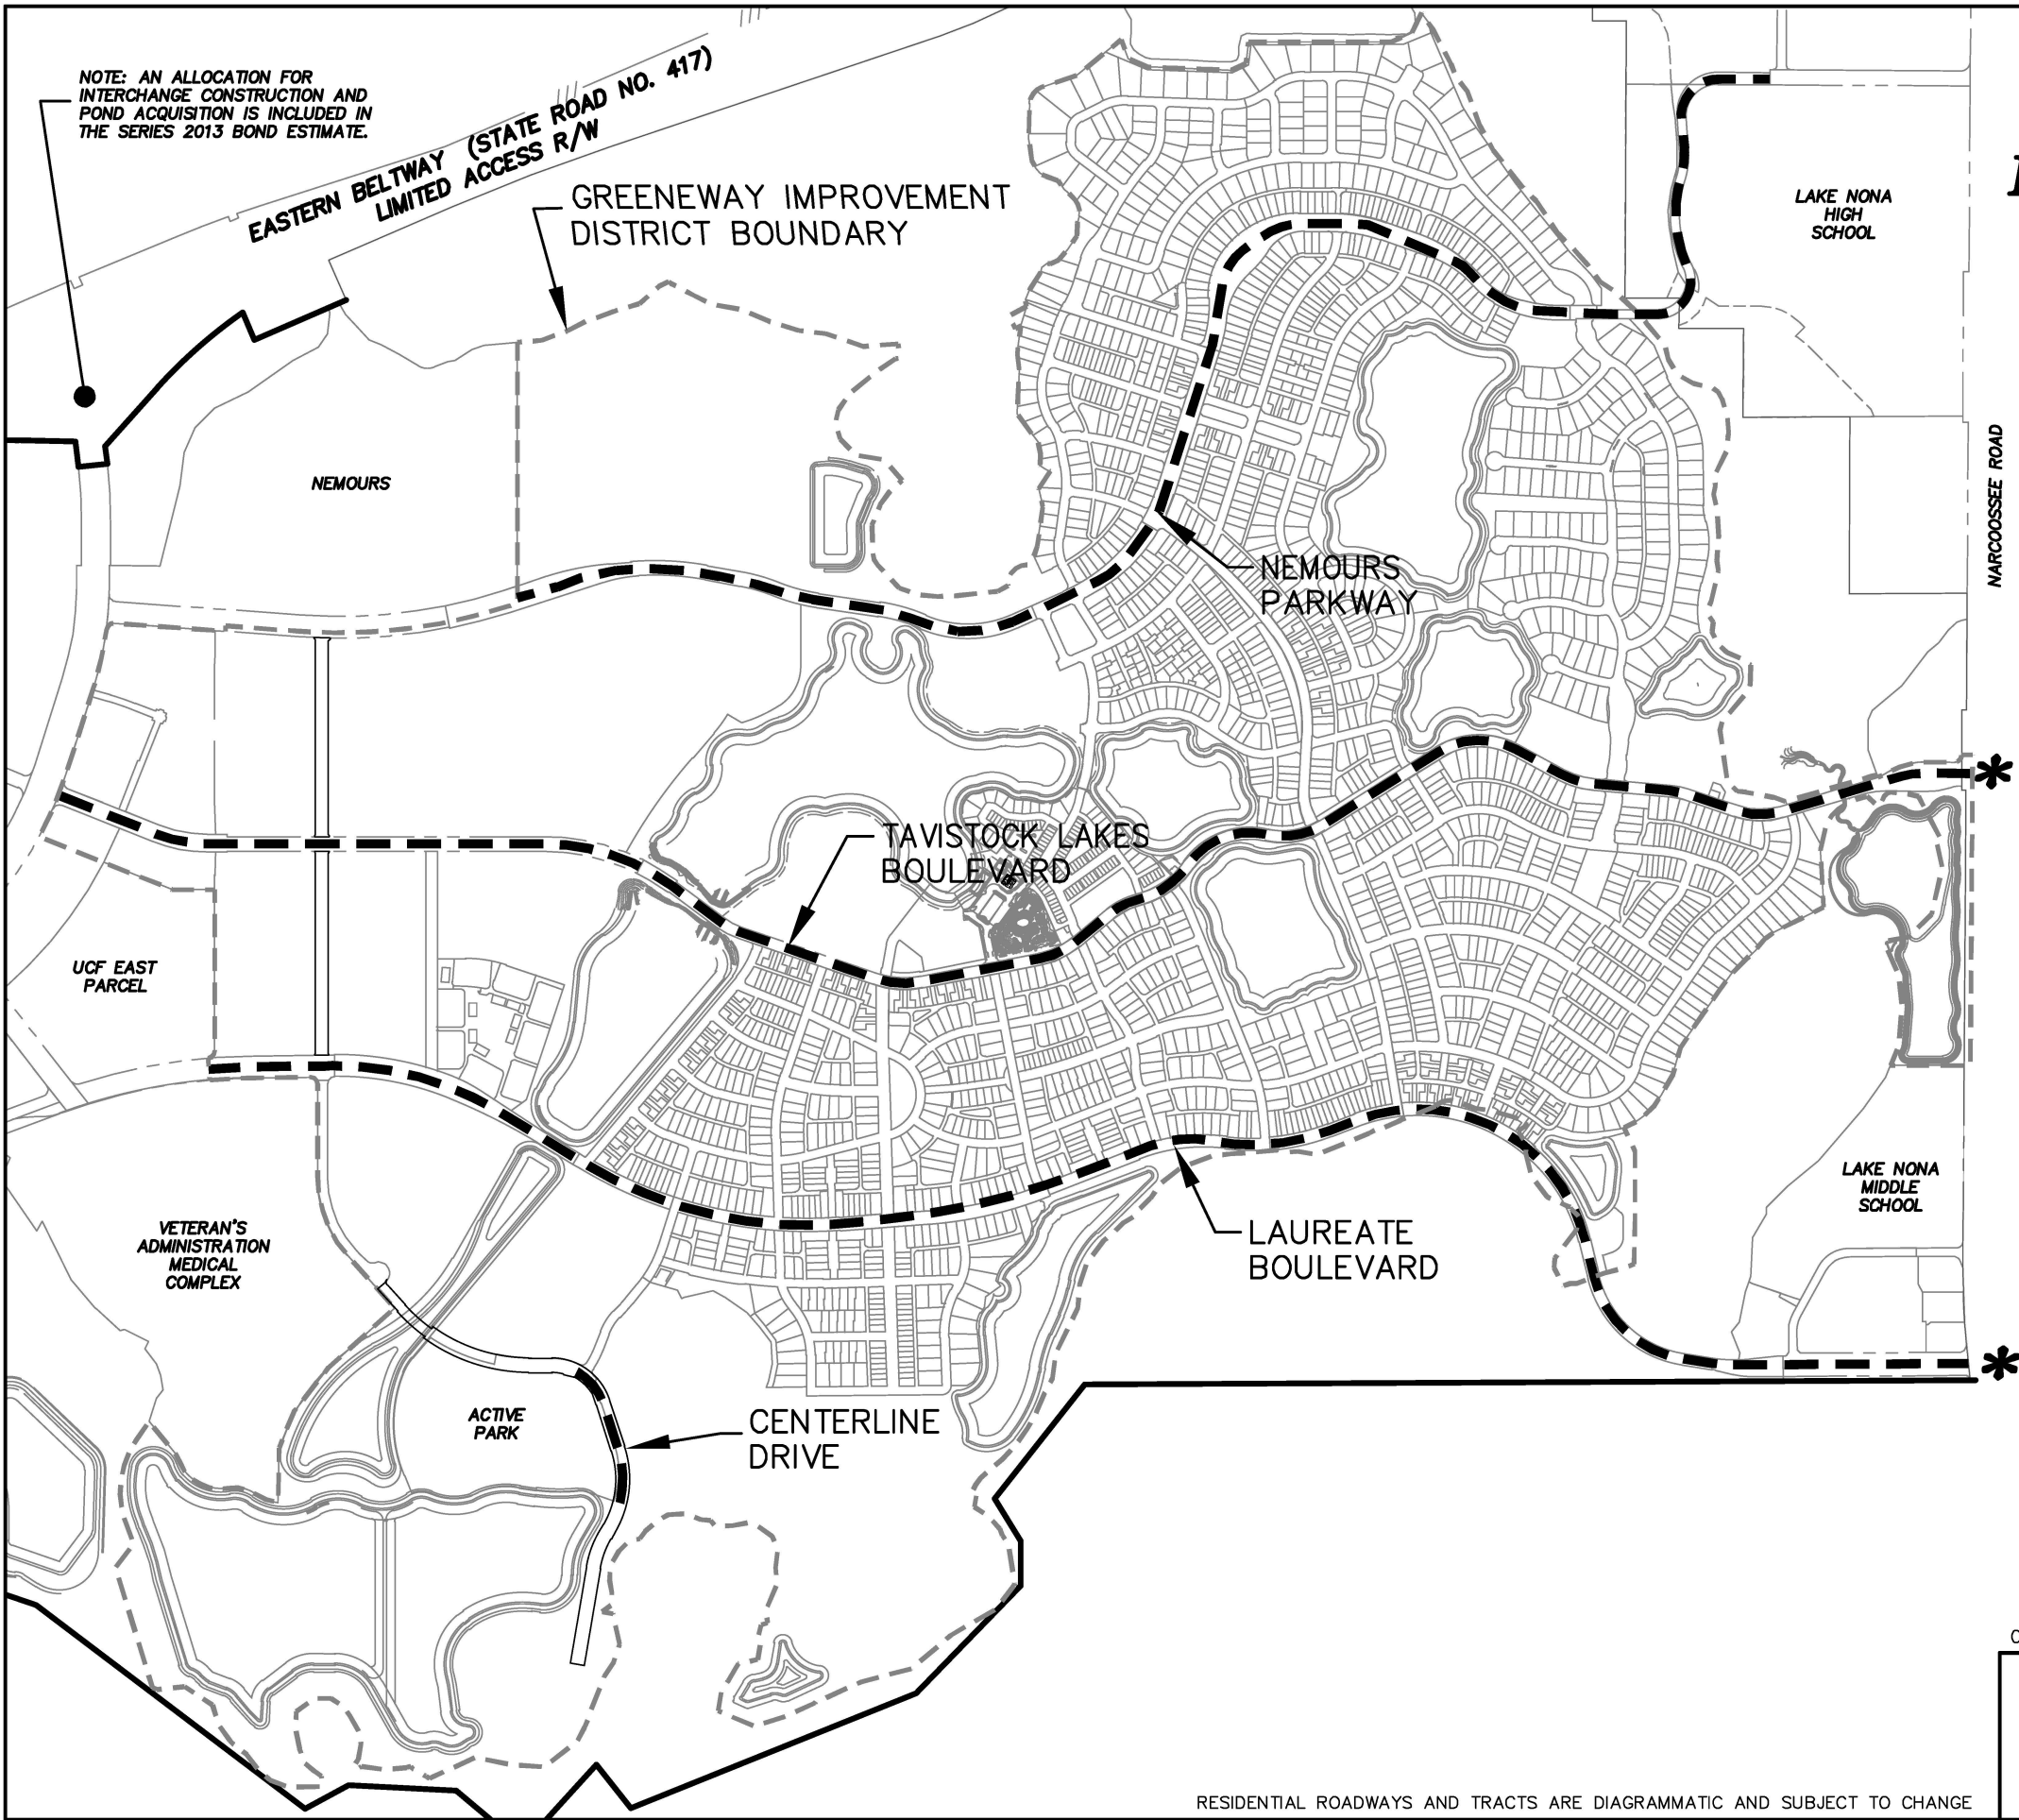 NOTE: AN ALLOCATION FOR
INTERCHANGE CONSTRUCTION AND
POND ACQUISITION IS INCLUDED IN
THE SERIES 2013 BOND ESTIMATE.
EASTERN BELTWAY (STATE ROAD NO. 417)
LIMITED ACCESS R/W
GREENEWAY IMPROVEMENT
DISTRICT BOUNDARY
LAKE NONA
HIGH
SCHOOL
NEMOURS
NARCOOSSEE ROAD
NEMOURS
PARKWAY
*
TAVISTOCK LAKES
BOULEVARD
UCF EAST
PARCEL
LAKE NONA
MIDDLE
SCHOOL
VETERAN'S
ADMINISTRATION
MEDICAL
COMPLEX
LAUREATE
BOULEVARD
*
ACTIVE
PARK
CENTERLINE
DRIVE
RESIDENTIAL ROADWAYS AND TRACTS ARE DIAGRAMMATIC AND SUBJECT TO CHANGE